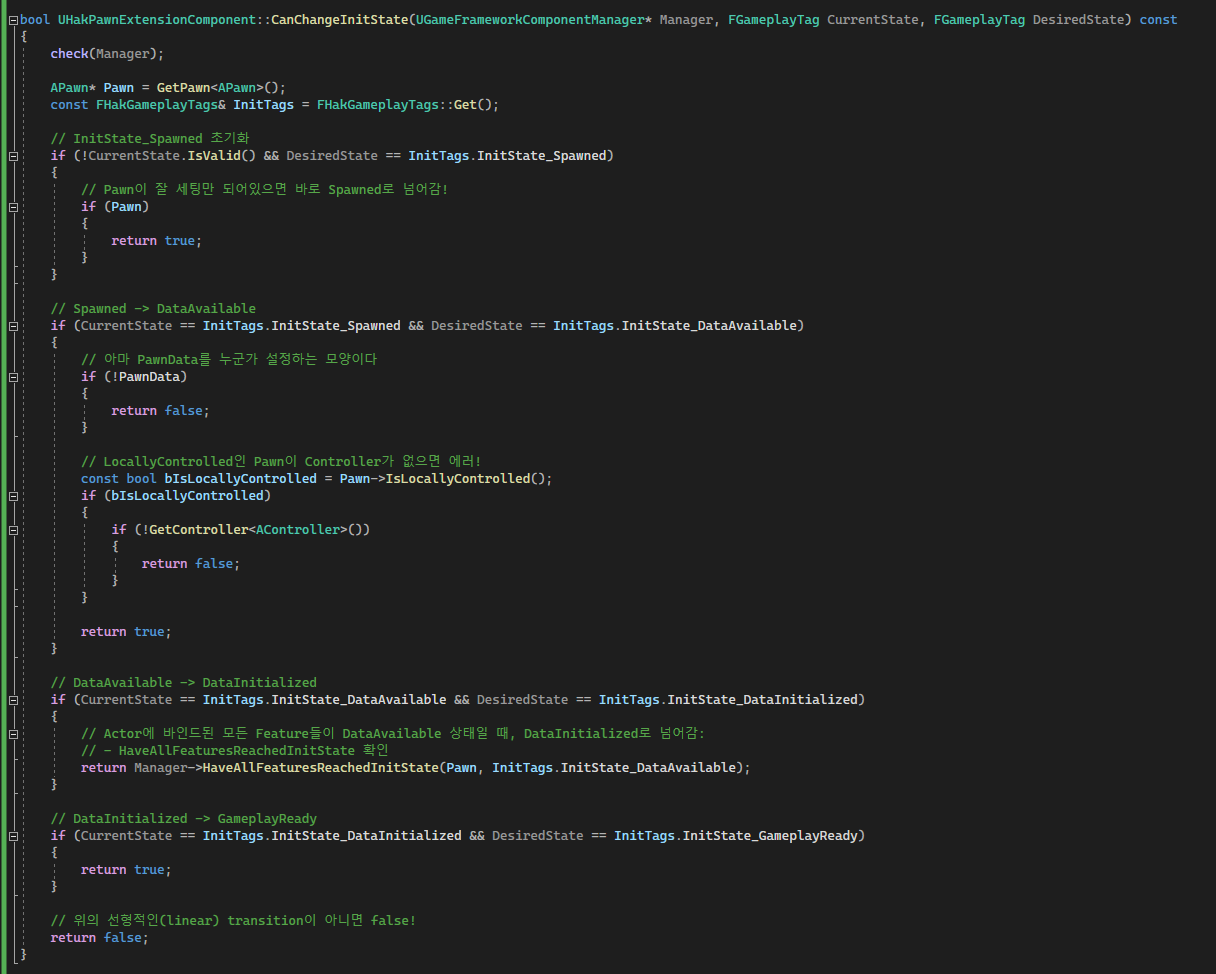 bool UHakPawnExtensionComponent::CanChangeInitState(UGameFrameworkComponentManager* Manager, FGameplayTag CurrentState, FGameplayTag DesiredState) const
{
    check(Manager);

    APawn* Pawn = GetPawn<APawn>();
    const FHakGameplayTags& InitTags = FHakGameplayTags::Get();

    // InitState_Spawned 초기화
    if (!CurrentState.IsValid() && DesiredState == InitTags.InitState_Spawned)
    {
        // Pawn이 잘 세팅만 되어있으면 바로 Spawned로 넘어감!
        if (Pawn)
        {
            return true;
        }
    }

    // Spawned -> DataAvailable
    if (CurrentState == InitTags.InitState_Spawned && DesiredState == InitTags.InitState_DataAvailable)
    {
        // 아마 PawnData를 누군가 설정하는 모양이다
        if (!PawnData)
        {
            return false;
        }

        // LocallyControlled인 Pawn이 Controller가 없으면 에러!
        const bool bIsLocallyControlled = Pawn->IsLocallyControlled();
        if (bIsLocallyControlled)
        {
            if (!GetController<AController>())
            {
                return false;
            }
        }

        return true;
    }

    // DataAvailable -> DataInitialized
    if (CurrentState == InitTags.InitState_DataAvailable && DesiredState == InitTags.InitState_DataInitialized)
    {
        // Actor에 바인드된 모든 Feature들이 DataAvailable 상태일 때, DataInitialized로 넘어감:
        // - HaveAllFeaturesReachedInitState 확인
        return Manager->HaveAllFeaturesReachedInitState(Pawn, InitTags.InitState_DataAvailable);
    }

    // DataInitialized -> GameplayReady
    if (CurrentState == InitTags.InitState_DataInitialized && DesiredState == InitTags.InitState_GameplayReady)
    {
        return true;
    }

    // 위의 선형적인(linear) transition이 아니면 false!
    return false;
}